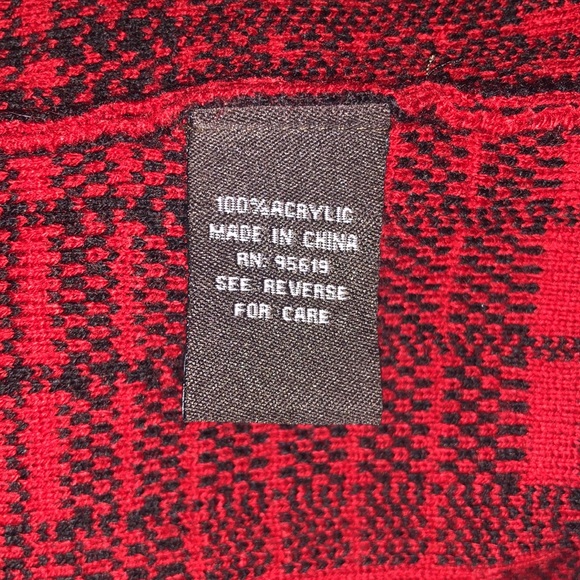 100%ACRYLIC
MADE IN CHINA
RN: 95619
SEE REVERSE
FOR CARE